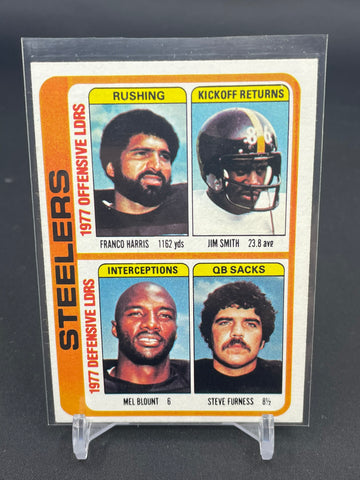 STEELERS
1977 OFFENSIVE LDRS
RUSHING
KICKOFF RETURNS
FRANCO HARRIS 1162 yds
JIM SMITH 23.8 ave
1977 DEFENSIVE LDRS
INTERCEPTIONS
QB SACKS
MEL BLOUNT 6
STEVE FURNESS 8½